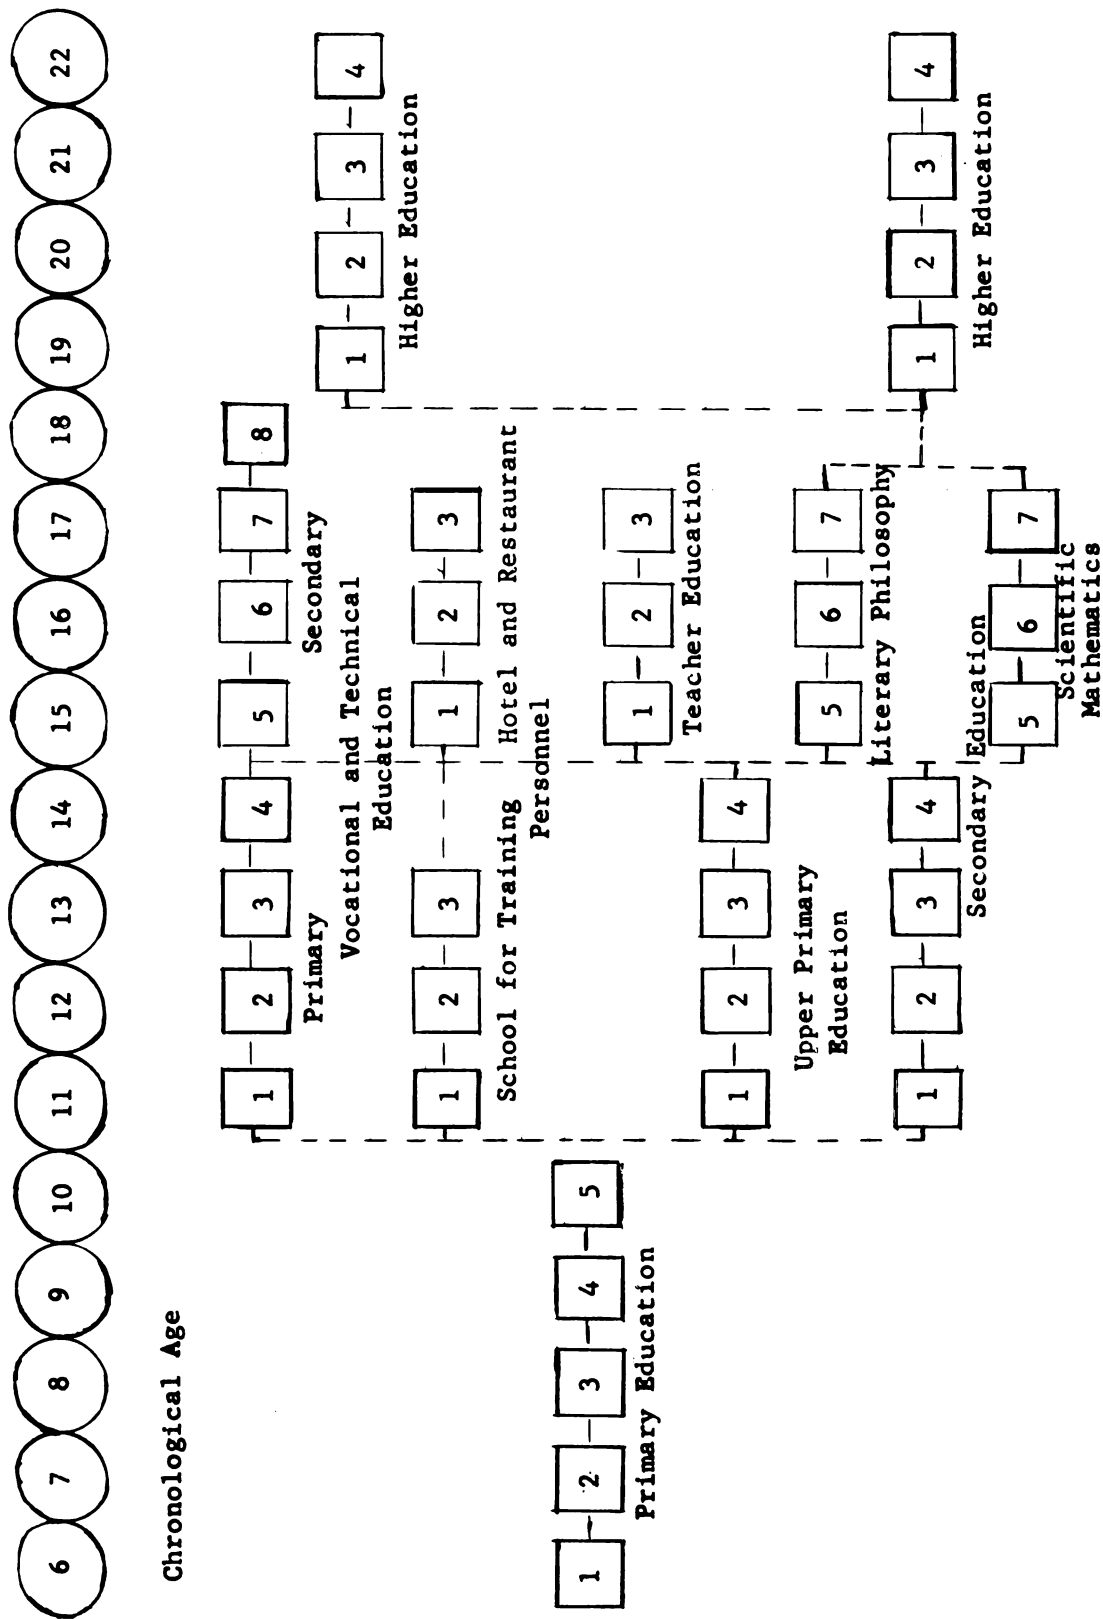 6 7 8 9 10 11 12 13 14 15 16 17 18 19 20 21 22
Chronological Age
1 2 3 4 5 6 7 8
Primary Secondary
Vocational and Technical
Education
1 2 3 4
Higher Education
1 2 3 1 2 3
School for Training Hotel and Restaurant
Personnel
1 2 3 4 5
Primary Education
1 2 3
Teacher Education
1 2 3 4
Upper Primary
Education
5 6 7
Literary Philosophy
1 2 3 4
Secondary Education
1 2 3 4
Higher Education
5 6 7
Scientific
Mathematics